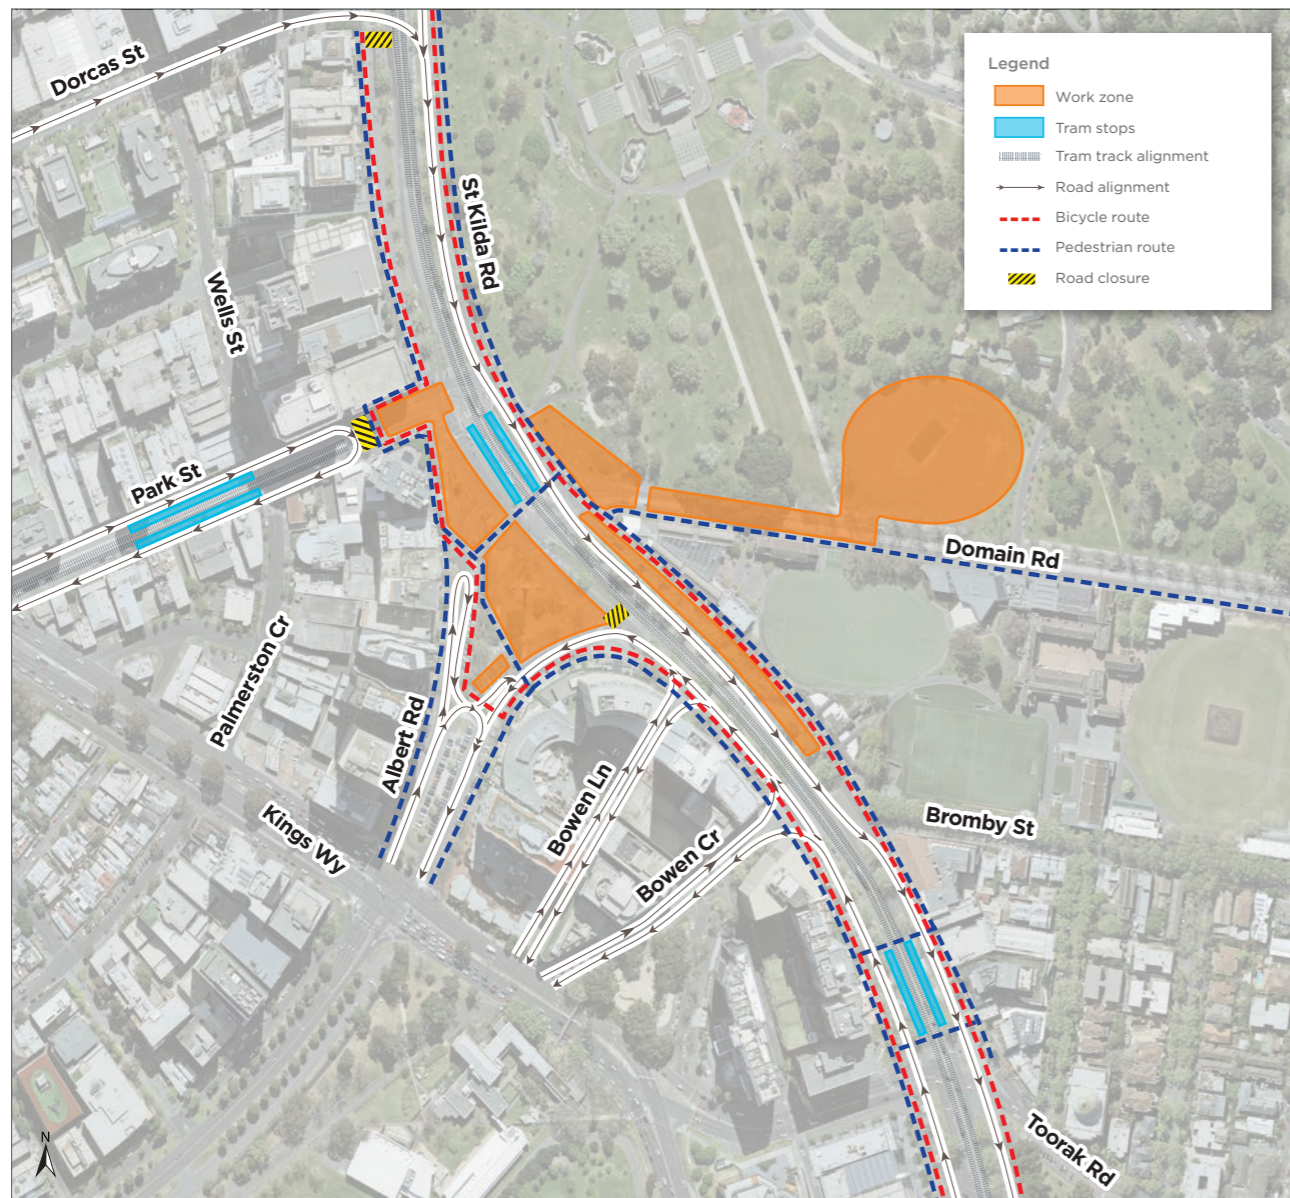 Dorcas St
Legend
Work zone
Tram stops
Tram track alignment
Road alignment
Bicycle route
Pedestrian route
Road closure
St Kilda Rd
Wells St
Park St
Domain Rd
Palmerston Cr
Albert Rd
Kings Wy
Bowen Ln
Bowen Cr
Bromby St
Toorak Rd
N